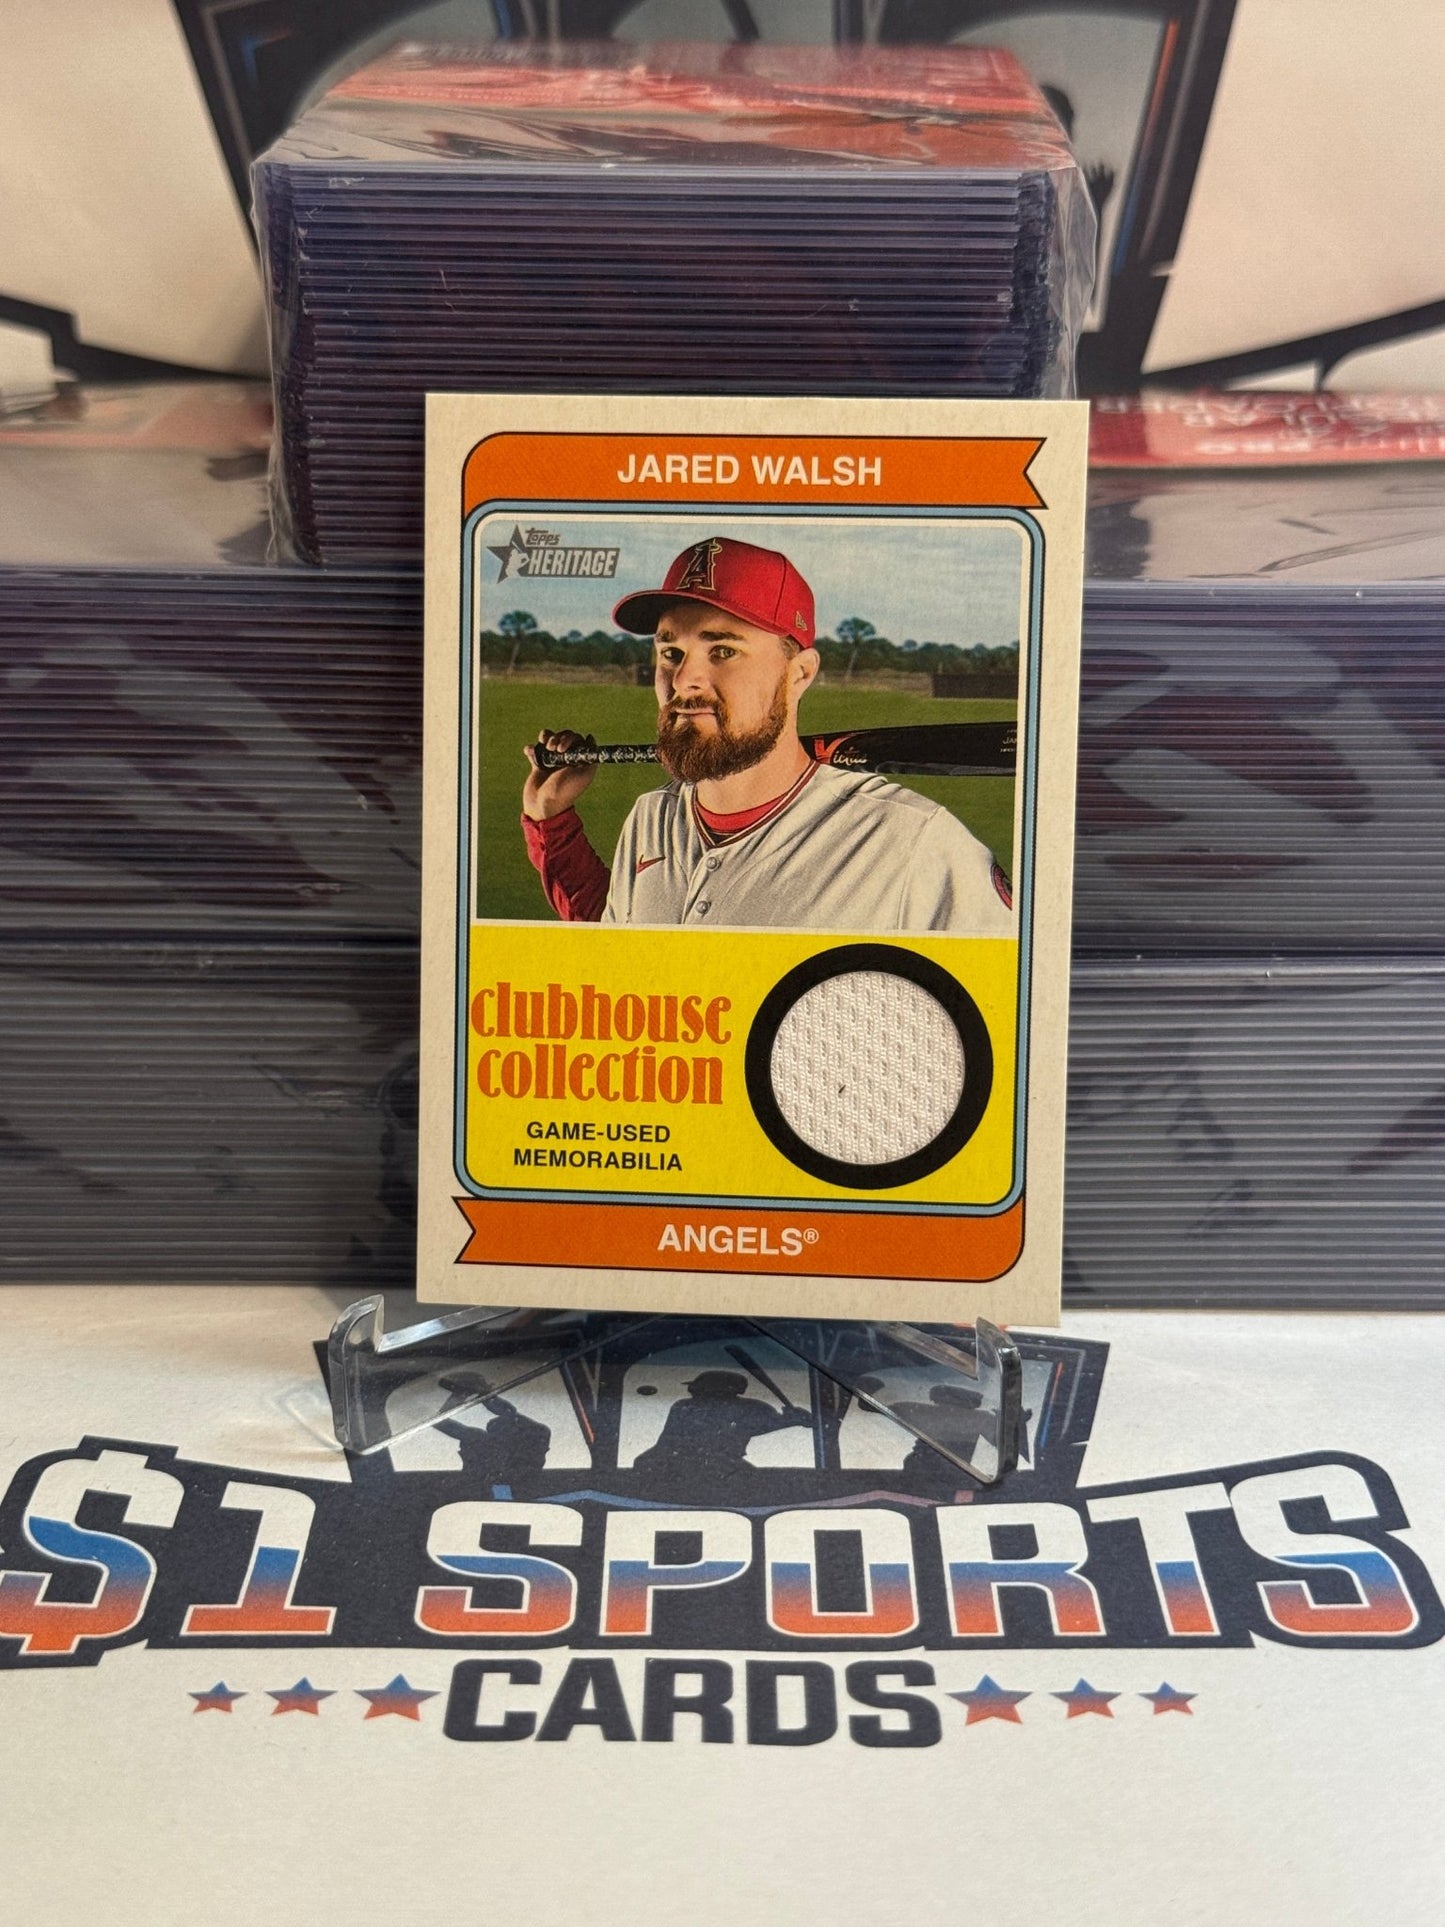 JARED WALSH
topps
HERITAGE
clubhouse
collection
GAME-USED
MEMORABILIA
ANGELS®
$1 SPORTS
CARDS